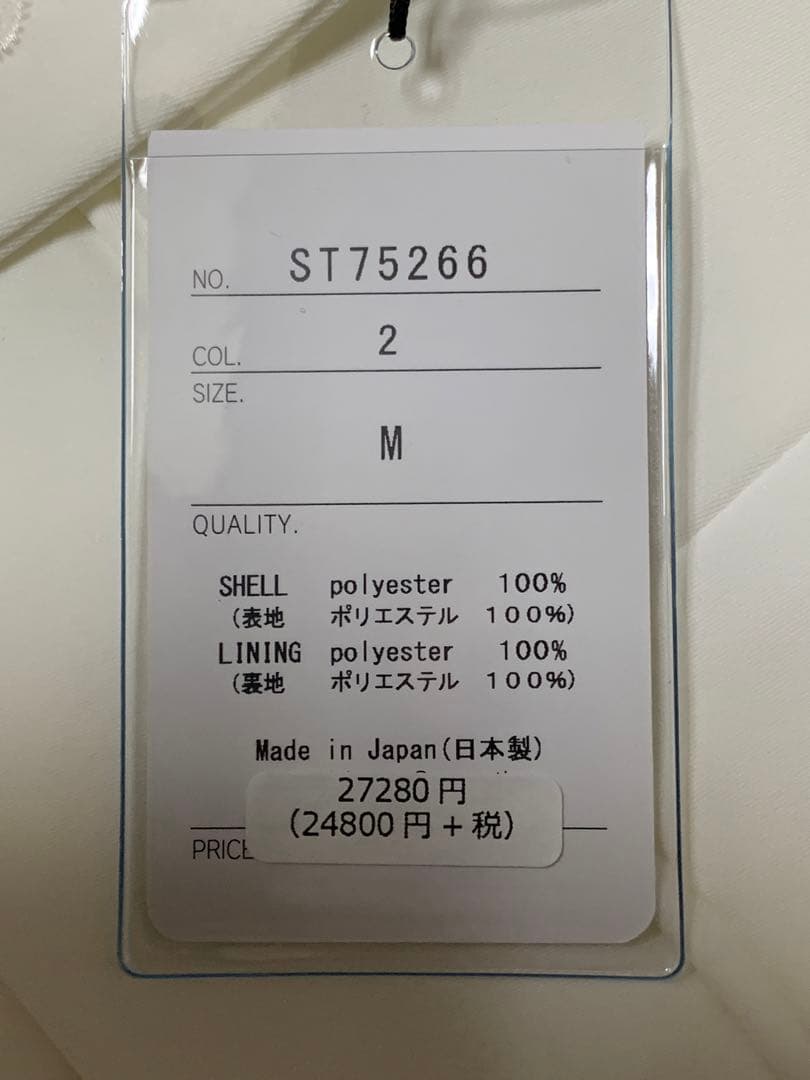 NO. ST75266
COL. 2
SIZE.
M
QUALITY.
SHELL polyester 100%
(表地 ポリエステル 100%)
LINING polyester 100%
(裏地 ポリエステル 100%)
Made in Japan(日本製)
27280円
(24800円+税)
PRICE